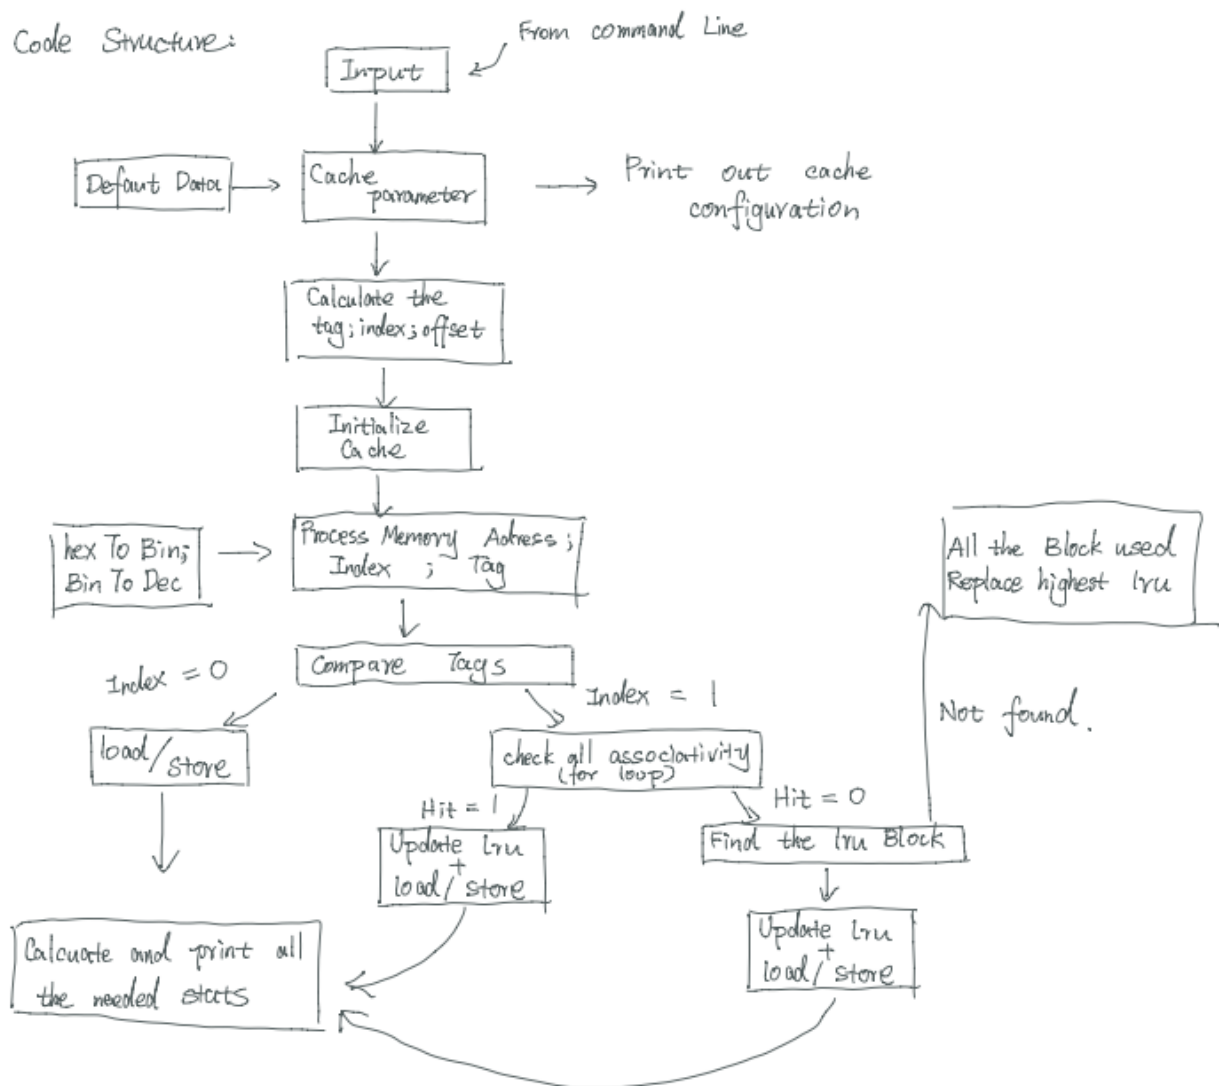 Code Structure:
From command Line
Input
Defaut Data
Cache
parameter
Print out cache
configuration
Calculate the
tag; index; offset
Initialize
Cache
hex To Bin;
Bin To Dec
Process Memory Adress;
Index ; Tag
All the Block used
Replace highest lru
Compare Tags
Index = 0
Index = 1
Not found.
load/store
check all associartivity
(for loop)
Hit = 1
Hit = 0
Update lru
+
load/store
Find the lru Block
Update lru
+
load/store
Calcuate and print all
the needed stats